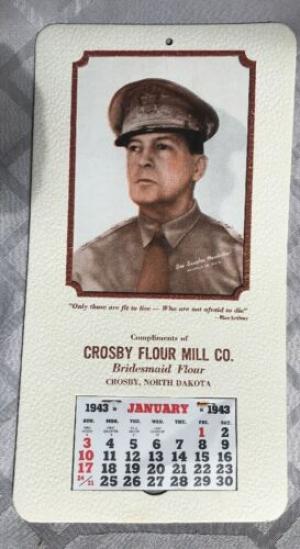 Gen. Douglas MacArthur
"Only those are fit to live — Who are not afraid to die"
—MacArthur
Compliments of
CROSBY FLOUR MILL CO.
Bridesmaid Flour
CROSBY, NORTH DAKOTA
1943 JANUARY 1943
SUN. MON. TUE. WED. THU. FRI. SAT.
1 2
3 4 5 6 7 8 9
10 11 12 13 14 15 16
17 18 19 20 21 22 23
24/31 25 26 27 28 29 30